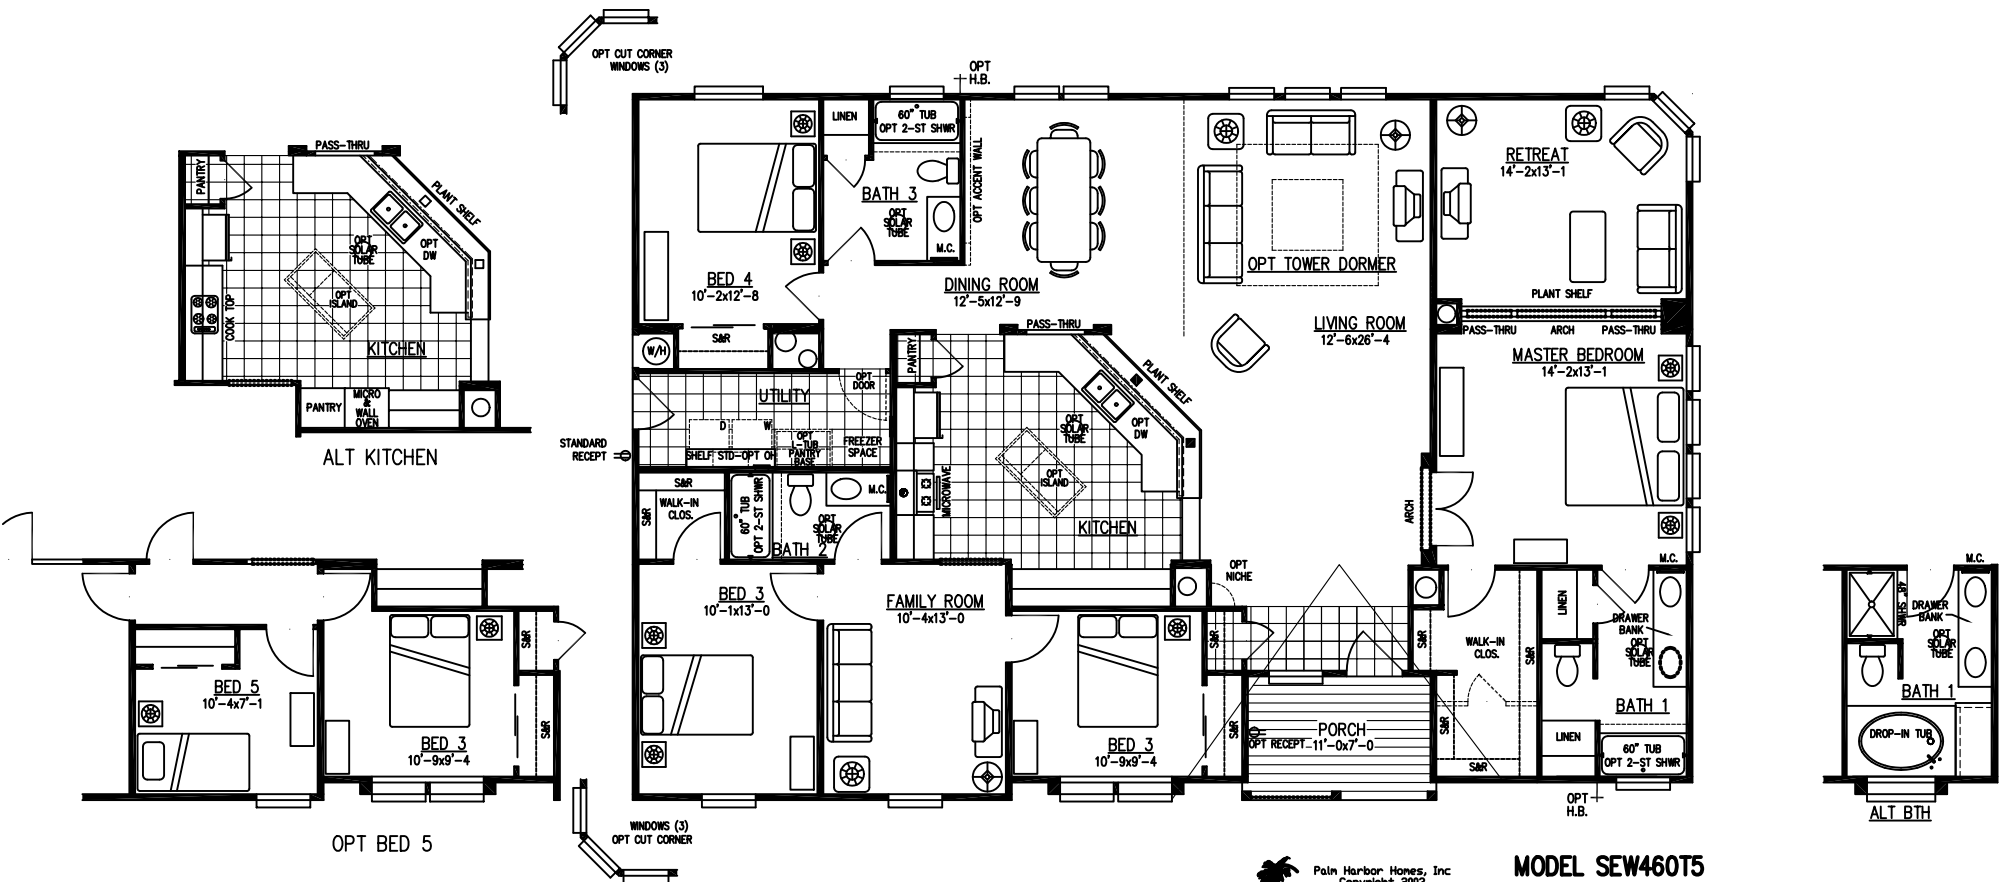 OPT CUT CORNER
WINDOWS (3)
PASS-THRU
PANTRY
PLANT SHELF
OPT
SOLAR
TUBE
OPT
DW
OPT
ISLAND
COOK TOP
KITCHEN
PANTRY
MICRO
&
WALL
OVEN
ALT KITCHEN
OPT
H.B.
LINEN
60" TUB
OPT 2-ST SHWR
BATH 3
OPT
SOLAR
TUBE
M.C.
OPT ACCENT WALL
BED 4
10'-2x12'-8
S&R
W/H
DINING ROOM
12'-5x12'-9
OPT TOWER DORMER
LIVING ROOM
12'-6x26'-4
RETREAT
14'-2x13'-1
PLANT SHELF
PASS-THRU
ARCH
PASS-THRU
MASTER BEDROOM
14'-2x13'-1
UTILITY
OPT
DOOR
D
W
OPT
L-TUB
PANTRY
BASE
FREEZER
SPACE
SHELF STD-OPT OH
STANDARD
RECEPT
PASS-THRU
PANTRY
PLANT SHELF
OPT
SOLAR
TUBE
OPT
DW
OPT
ISLAND
MICROWAVE
KITCHEN
ARCH
S&R
S&R
WALK-IN
CLOS.
60" TUB
OPT 2-ST SHWR
M.C.
OPT
SOLAR
TUBE
BATH 2
BED 3
10'-1x13'-0
FAMILY ROOM
10'-4x13'-0
OPT
NICHE
S&R
BED 3
10'-9x9'-4
S&R
PORCH
11'-0x7'-0
OPT RECEPT
S&R
WALK-IN
CLOS.
S&R
S&R
S&R
M.C.
LINEN
DRAWER
BANK
OPT
SOLAR
TUBE
BATH 1
LINEN
60" TUB
OPT 2-ST SHWR
OPT
H.B.
M.C.
48" SHWR
DRAWER
BANK
OPT
SOLAR
TUBE
BATH 1
DROP-IN TUB
ALT BTH
BED 5
10'-4x7'-1
BED 3
10'-9x9'-4
S&R
S&R
OPT BED 5
WINDOWS (3)
OPT CUT CORNER
Palm Harbor Homes, Inc
Copyright 2002
MODEL SEW460T5